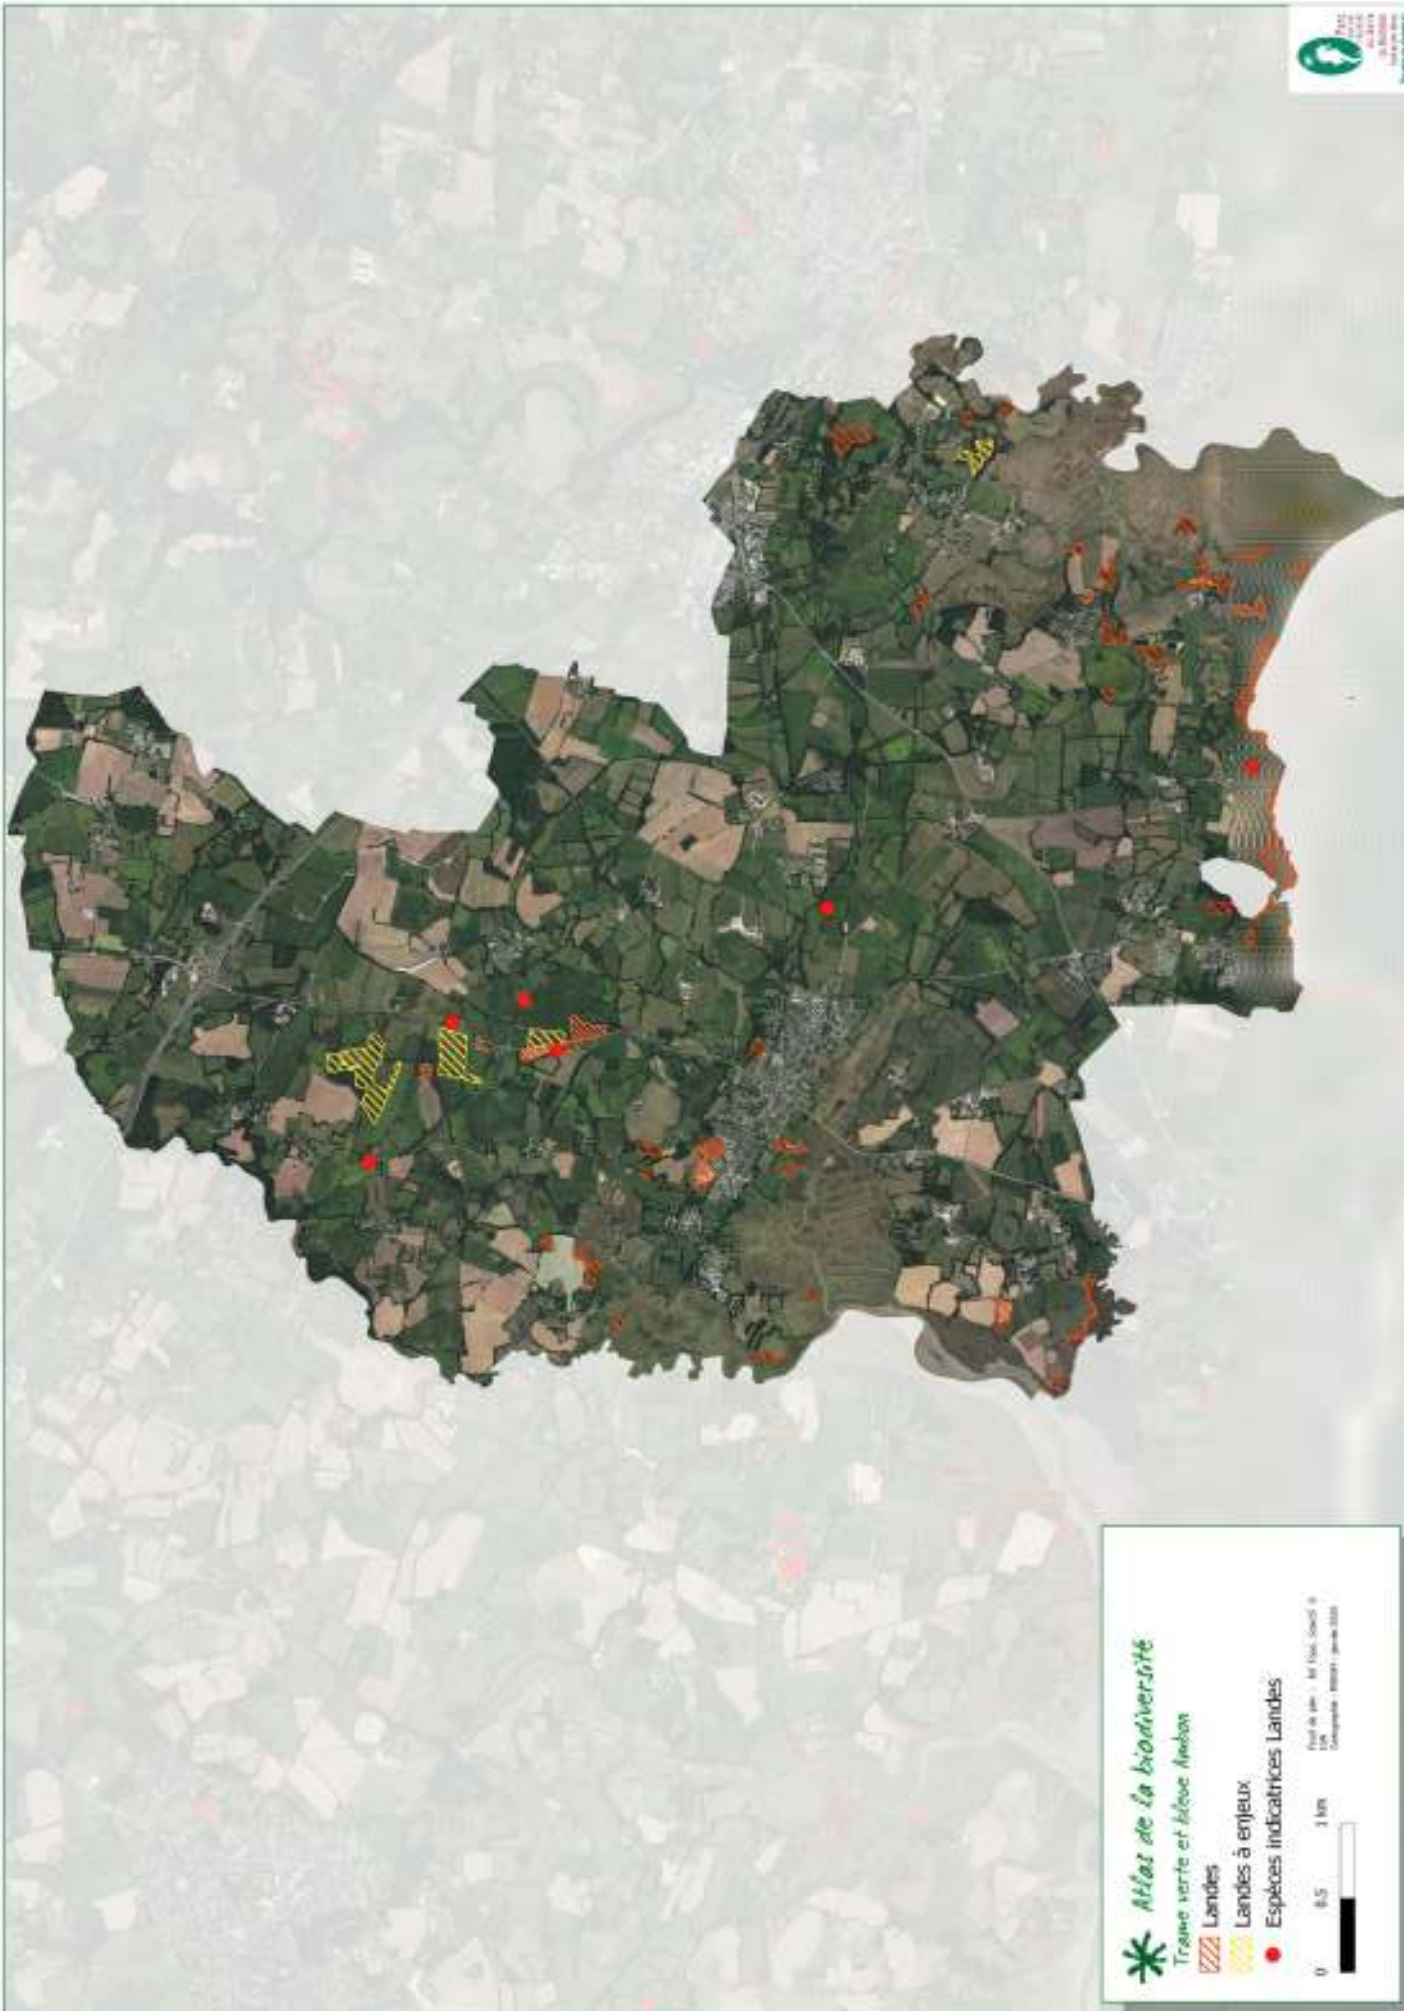 Atlas de la biodiversité
Trame verte et bleue Ambon
Landes
Landes à enjeux
Espèces indicatrices Landes
0 0.5 1 km